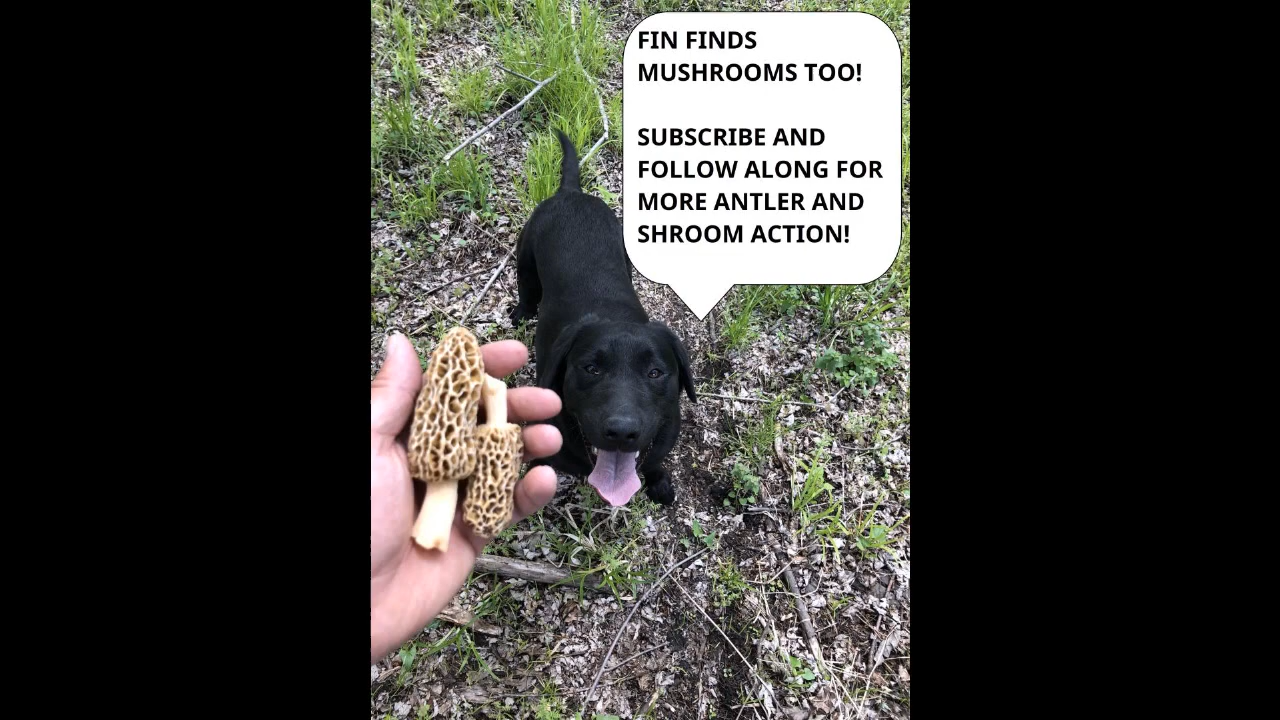 FIN FINDS
MUSHROOMS TOO!
SUBSCRIBE AND
FOLLOW ALONG FOR
MORE ANTLER AND
SHROOM ACTION!